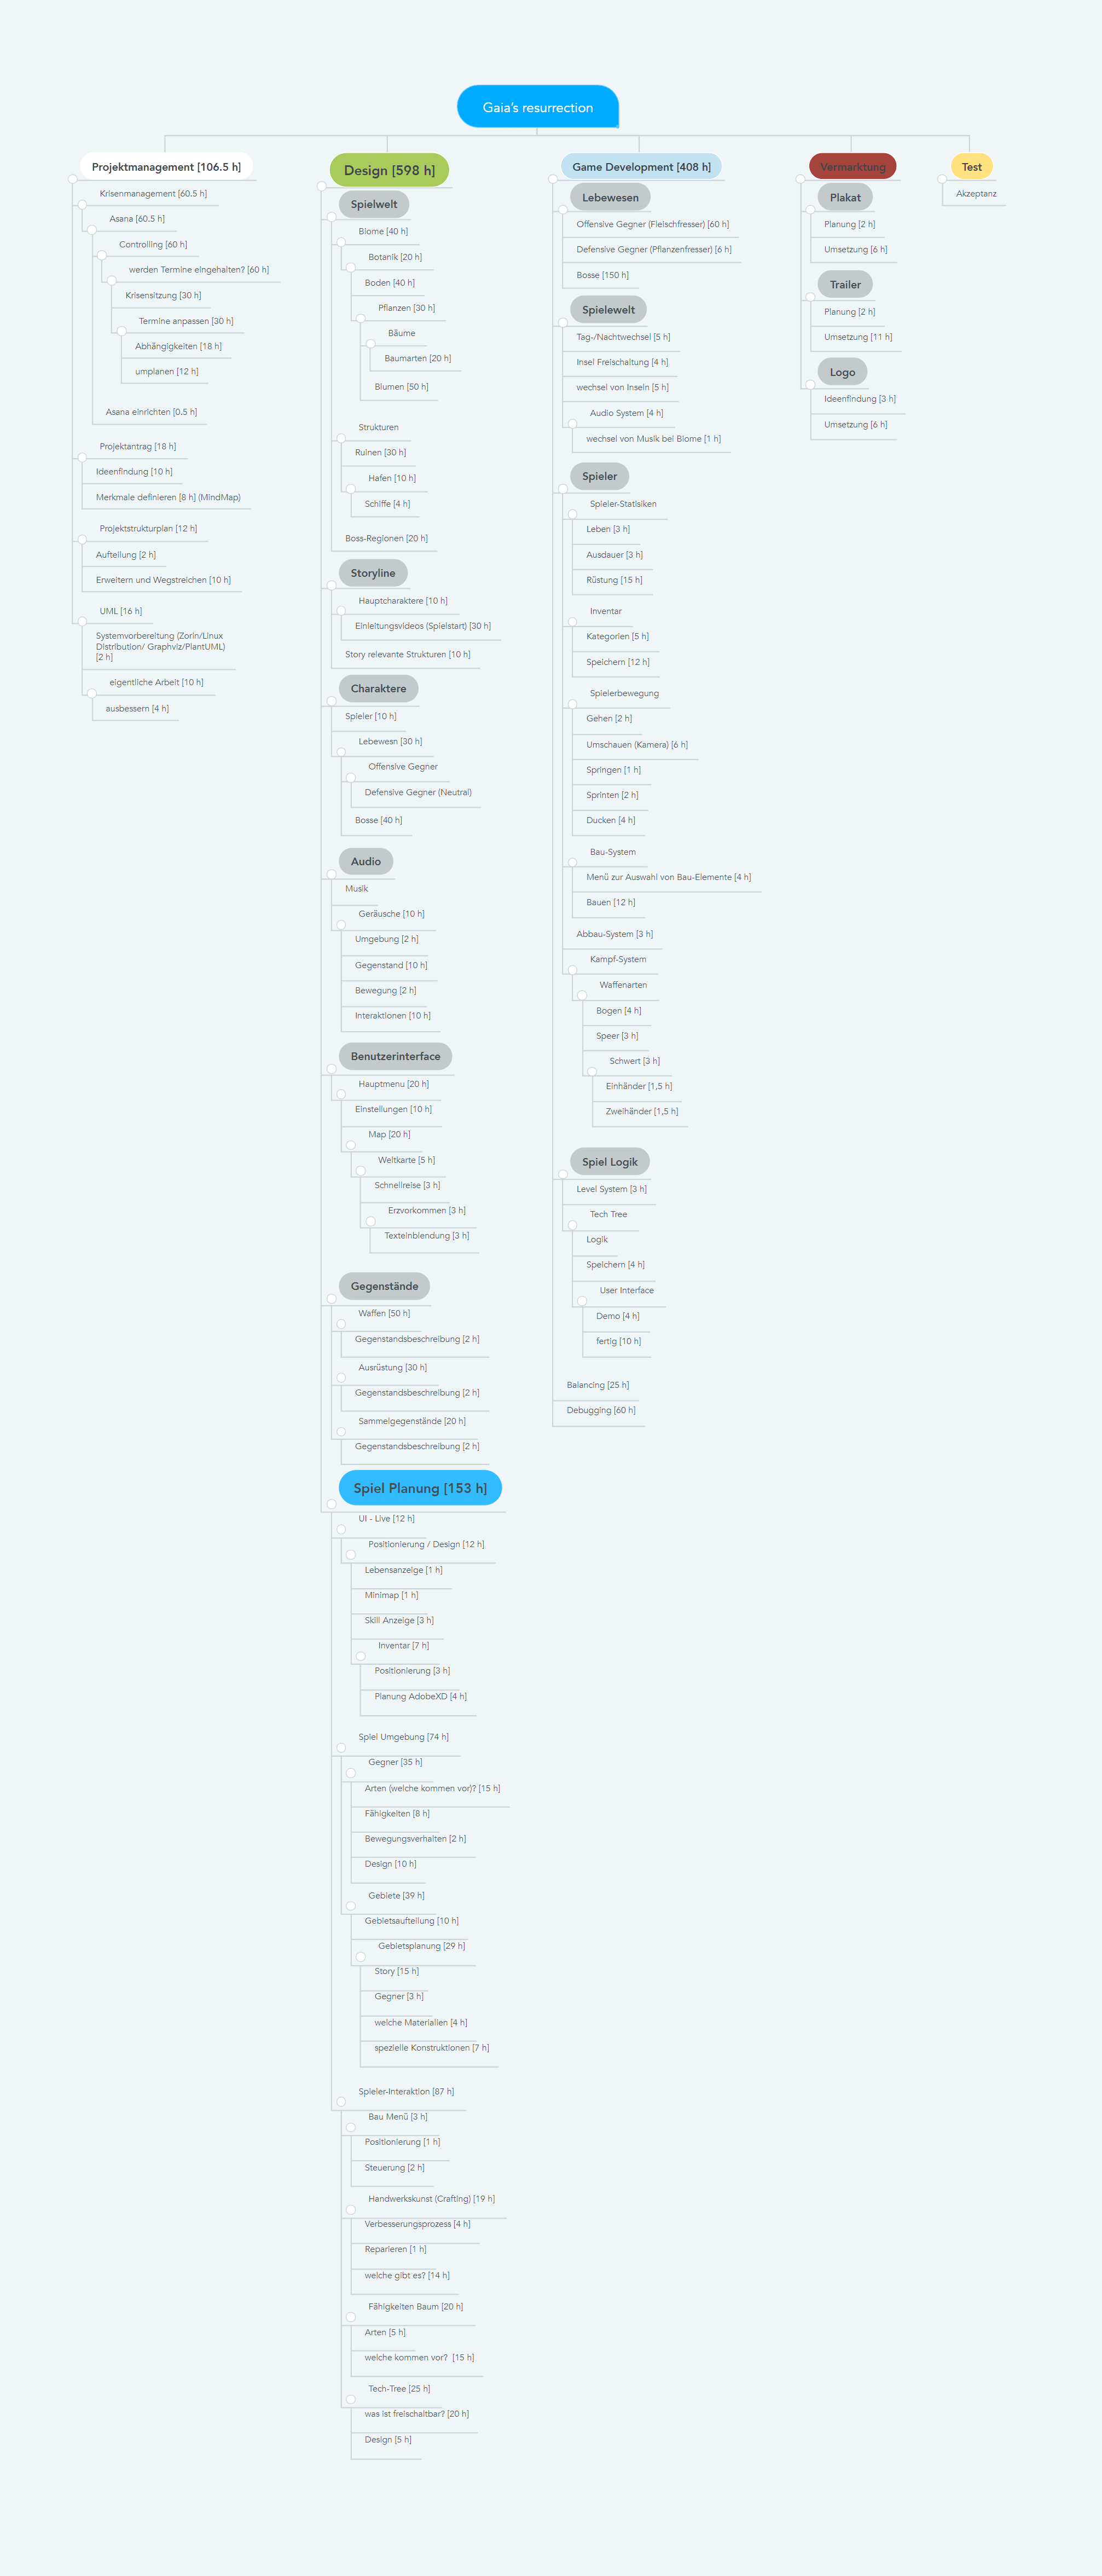 Gaia's resurrection
Projektmanagement [106.5 h]
Krisenmanagement [60.5 h]
Asana [60.5 h]
Controlling [60 h]
werden Termine eingehalten? [60 h]
Krisensitzung [30 h]
Termine anpassen [30 h]
Abhängigkeiten [18 h]
umplanen [12 h]
Asana einrichten [0.5 h]
Projektantrag [18 h]
Ideenfindung [10 h]
Merkmale definieren [8 h] (MindMap)
Projektstrukturplan [12 h]
Aufteilung [2 h]
Erweitern und Wegstreichen [10 h]
UML [16 h]
Systemvorbereitung (Zorin/Linux
Distribution/ Graphviz/PlantUML)
[2 h]
eigentliche Arbeit [10 h]
ausbessern [4 h]
Design [598 h]
Spielwelt
Biome [40 h]
Botanik [20 h]
Boden [40 h]
Pflanzen [30 h]
Bäume
Baumarten [20 h]
Blumen [50 h]
Strukturen
Ruinen [30 h]
Hafen [10 h]
Schiffe [4 h]
Boss-Regionen [20 h]
Storyline
Hauptcharaktere [10 h]
Einleitungsvideos (Spielstart) [30 h]
Story relevante Strukturen [10 h]
Charaktere
Spieler [10 h]
Lebewesn [30 h]
Offensive Gegner
Defensive Gegner (Neutral)
Bosse [40 h]
Audio
Musik
Geräusche [10 h]
Umgebung [2 h]
Gegenstand [10 h]
Bewegung [2 h]
Interaktionen [10 h]
Benutzerinterface
Hauptmenu [20 h]
Einstellungen [10 h]
Map [20 h]
Weltkarte [5 h]
Schnellreise [3 h]
Erzvorkommen [3 h]
Texteinblendung [3 h]
Gegenstände
Waffen [50 h]
Gegenstandsbeschreibung [2 h]
Ausrüstung [30 h]
Gegenstandsbeschreibung [2 h]
Sammelgegenstände [20 h]
Gegenstandsbeschreibung [2 h]
Spiel Planung [153 h]
UI - Live [12 h]
Positionierung / Design [12 h]
Lebensanzeige [1 h]
Minimap [1 h]
Skill Anzeige [3 h]
Inventar [7 h]
Positionierung [3 h]
Planung AdobeXD [4 h]
Spiel Umgebung [74 h]
Gegner [35 h]
Arten (welche kommen vor)? [15 h]
Fähigkeiten [8 h]
Bewegungsverhalten [2 h]
Design [10 h]
Gebiete [39 h]
Gebietsaufteilung [10 h]
Gebietsplanung [29 h]
Story [15 h]
Gegner [3 h]
welche Materialien [4 h]
spezielle Konstruktionen [7 h]
Spieler-Interaktion [87 h]
Bau Menü [3 h]
Positionierung [1 h]
Steuerung [2 h]
Handwerkskunst (Crafting) [19 h]
Verbesserungsprozess [4 h]
Reparieren [1 h]
welche gibt es? [14 h]
Fähigkeiten Baum [20 h]
Arten [5 h]
welche kommen vor? [15 h]
Tech-Tree [25 h]
was ist freischaltbar? [20 h]
Design [5 h]
Game Development [408 h]
Lebewesen
Offensive Gegner (Fleischfresser) [60 h]
Defensive Gegner (Pflanzenfresser) [6 h]
Bosse [150 h]
Spielewelt
Tag-/Nachtwechsel [5 h]
Insel Freischaltung [4 h]
wechsel von Inseln [5 h]
Audio System [4 h]
wechsel von Musik bei Biome [1 h]
Spieler
Spieler-Statisiken
Leben [3 h]
Ausdauer [3 h]
Rüstung [15 h]
Inventar
Kategorien [5 h]
Speichern [12 h]
Spielerbewegung
Gehen [2 h]
Umschauen (Kamera) [6 h]
Springen [1 h]
Sprinten [2 h]
Ducken [4 h]
Bau-System
Menü zur Auswahl von Bau-Elemente [4 h]
Bauen [12 h]
Abbau-System [3 h]
Kampf-System
Waffenarten
Bogen [4 h]
Speer [3 h]
Schwert [3 h]
Einhänder [1,5 h]
Zweihänder [1,5 h]
Spiel Logik
Level System [3 h]
Tech Tree
Logik
Speichern [4 h]
User Interface
Demo [4 h]
fertig [10 h]
Balancing [25 h]
Debugging [60 h]
Vermarktung
Plakat
Planung [2 h]
Umsetzung [6 h]
Trailer
Planung [2 h]
Umsetzung [11 h]
Logo
Ideenfindung [3 h]
Umsetzung [6 h]
Test
Akzeptanz